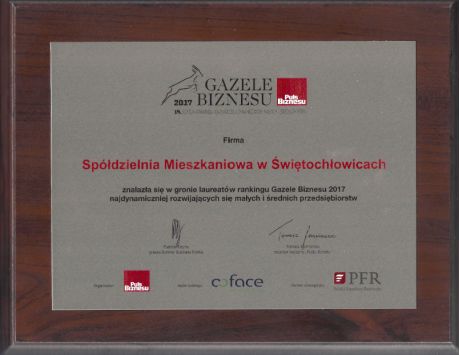 GAZELE
2017 BIZNESU
Puls
Biznesu
Firma
Spółdzielnia Mieszkaniowa w Świętochłowicach
znalazła się w gronie laureatów rankingu Gazele Biznesu 2017
najdynamiczniej rozwijających się małych i średnich przedsiębiorstw
Puls
Biznesu
coface
PFR